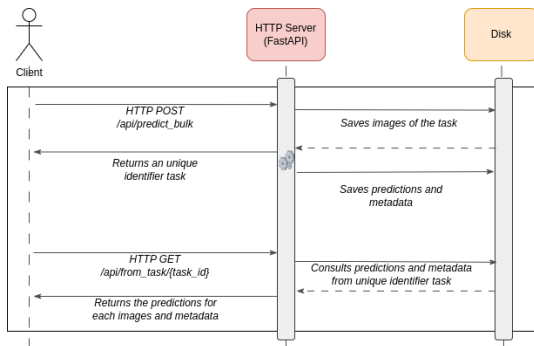 HTTP Server
(FastAPI)
Disk
Client
HTTP POST
/api/predict_bulk
Saves images of the task
Returns an unique
identifier task
Saves predictions and
metadata
HTTP GET
/api/from_task/{task_id}
Consults predictions and metadata
from unique identifier task
Returns the predictions for
each images and metadata